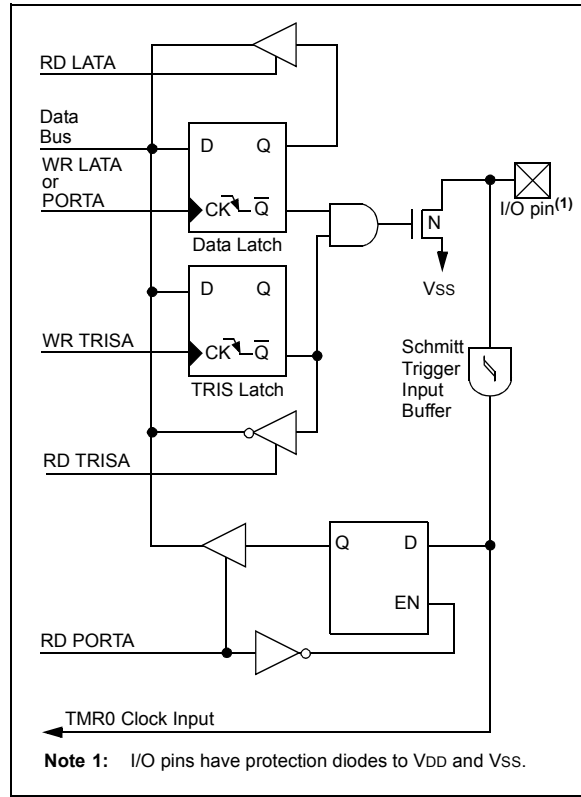 RD LATA
Data
Bus
D Q
WR LATA
or
PORTA
CK Q̅
Data Latch
N
I/O pin(1)
VSS
D Q
WR TRISA
CK Q̅
TRIS Latch
Schmitt
Trigger
Input
Buffer
RD TRISA
Q D
EN
RD PORTA
TMR0 Clock Input
Note 1: I/O pins have protection diodes to VDD and VSS.